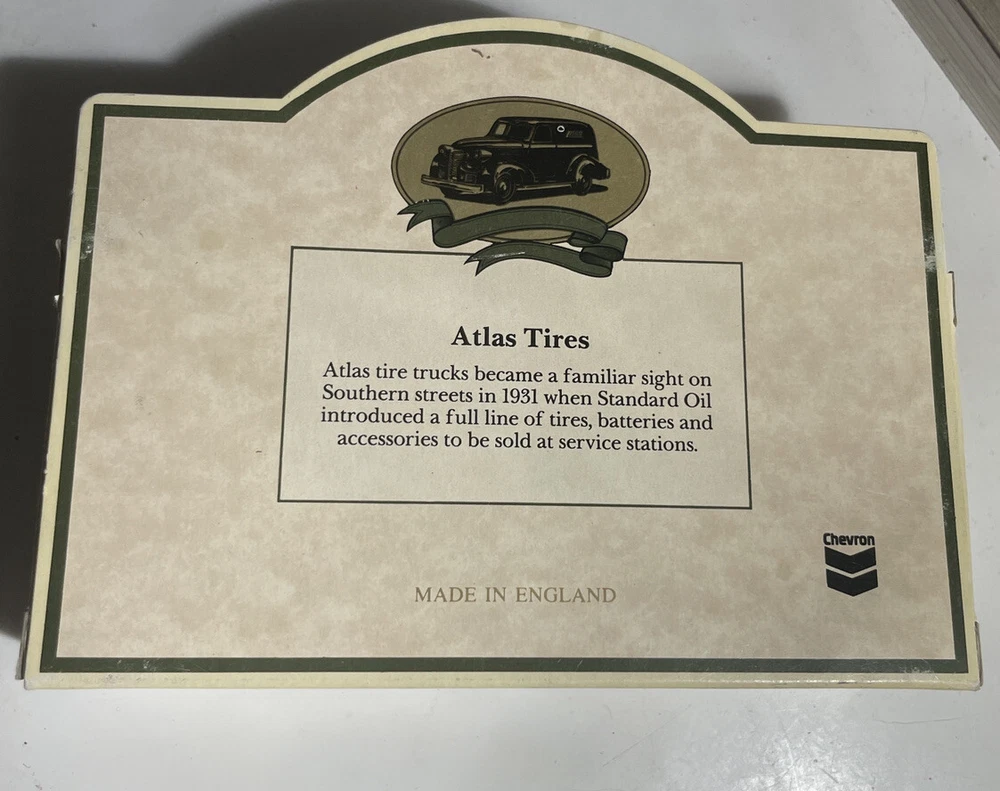 Atlas Tires
Atlas tire trucks became a familiar sight on
Southern streets in 1931 when Standard Oil
introduced a full line of tires, batteries and
accessories to be sold at service stations.
Chevron
MADE IN ENGLAND